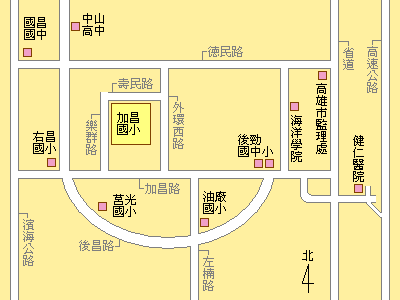 國昌
國中
中山
高中
德民路
省道
高速公路
壽民路
外環西路
樂群路
加昌
國小
高雄市監理處
海洋學院
右昌
國小
後勁
國中 小
健仁醫院
加昌路
莒光
國小
油廠
國小
濱海公路
後昌路
左楠路
北